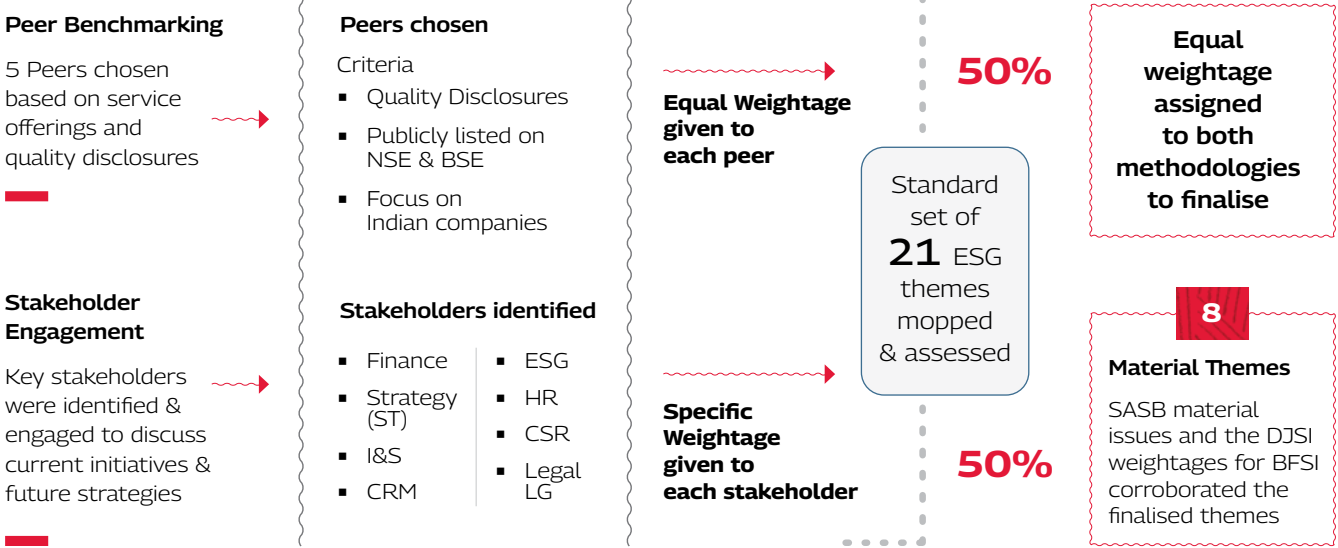 Peer Benchmarking
5 Peers chosen
based on service
offerings and
quality disclosures
Peers chosen
Criteria
▪ Quality Disclosures
▪ Publicly listed on
NSE & BSE
▪ Focus on
Indian companies
Equal Weightage
given to
each peer
50%
Equal
weightage
assigned
to both
methodologies
to finalise
Standard
set of
21 ESG
themes
mopped
& assessed
Stakeholder
Engagement
Key stakeholders
were identified &
engaged to discuss
current initiatives &
future strategies
Stakeholders identified
▪ Finance
▪ Strategy
(ST)
▪ I&S
▪ CRM
▪ ESG
▪ HR
▪ CSR
▪ Legal
LG
Specific
Weightage
given to
each stakeholder
50%
8
Material Themes
SASB material
issues and the DJSI
weightages for BFSI
corroborated the
finalised themes